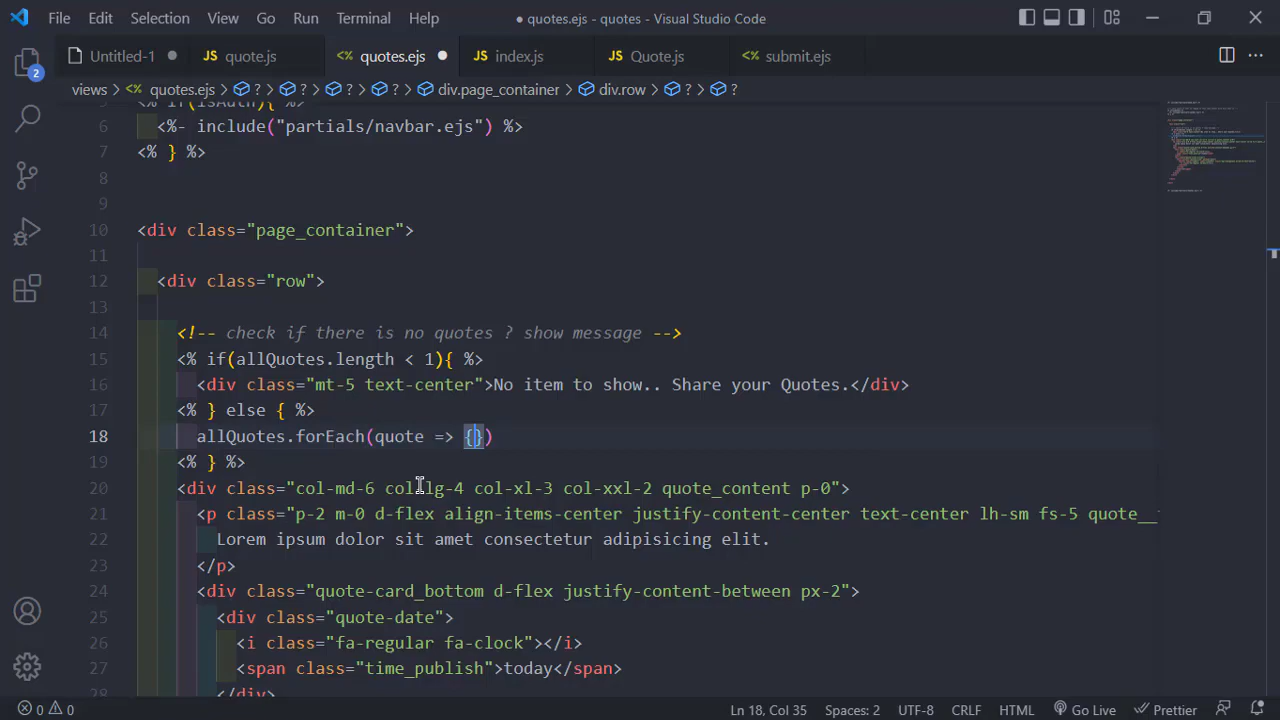 File Edit Selection View Go Run Terminal Help
● quotes.ejs - quotes - Visual Studio Code
Untitled-1 ● JS quote.js <% quotes.ejs ● JS index.js JS Quote.js <% submit.ejs
views > <% quotes.ejs > ? > ? > ? > ? > div.page_container > div.row > ? > ?
<% if(isAuth){ %>
6 <%- include("partials/navbar.ejs") %>
7 <% } %>
8
9
10 <div class="page_container">
11
12 <div class="row">
13
14 <!-- check if there is no quotes ? show message -->
15 <% if(allQuotes.length < 1){ %>
16 <div class="mt-5 text-center">No item to show.. Share your Quotes.</div>
17 <% } else { %>
18 allQuotes.forEach(quote => {})
19 <% } %>
20 <div class="col-md-6 col-lg-4 col-xl-3 col-xxl-2 quote_content p-0">
21 <p class="p-2 m-0 d-flex align-items-center justify-content-center text-center lh-sm fs-5 quote__
22 Lorem ipsum dolor sit amet consectetur adipisicing elit.
23 </p>
24 <div class="quote-card_bottom d-flex justify-content-between px-2">
25 <div class="quote-date">
26 <i class="fa-regular fa-clock"></i>
27 <span class="time_publish">today</span>
28 </div>
2
0 0 Ln 18, Col 35 Spaces: 2 UTF-8 CRLF HTML Go Live Prettier